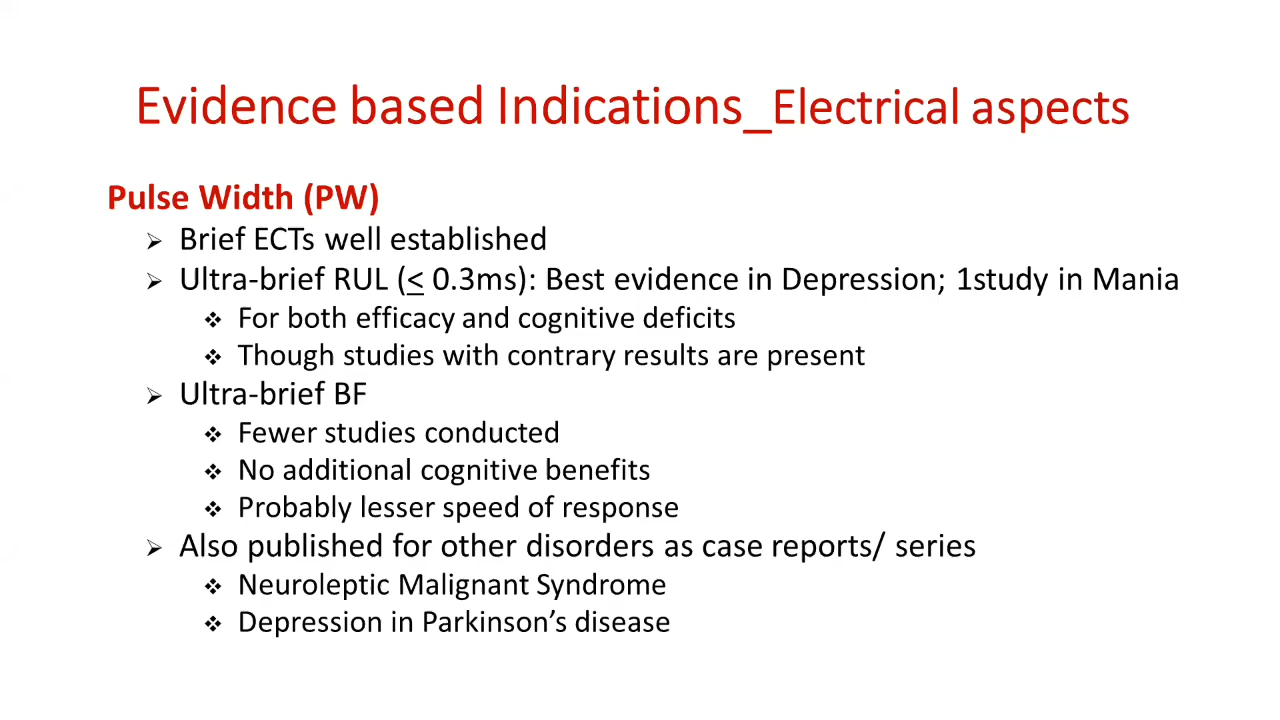 Evidence based Indications_Electrical aspects
Pulse Width (PW)
➢ Brief ECTs well established
➢ Ultra-brief RUL (≤ 0.3ms): Best evidence in Depression; 1study in Mania
❖ For both efficacy and cognitive deficits
❖ Though studies with contrary results are present
➢ Ultra-brief BF
❖ Fewer studies conducted
❖ No additional cognitive benefits
❖ Probably lesser speed of response
➢ Also published for other disorders as case reports/ series
❖ Neuroleptic Malignant Syndrome
❖ Depression in Parkinson’s disease